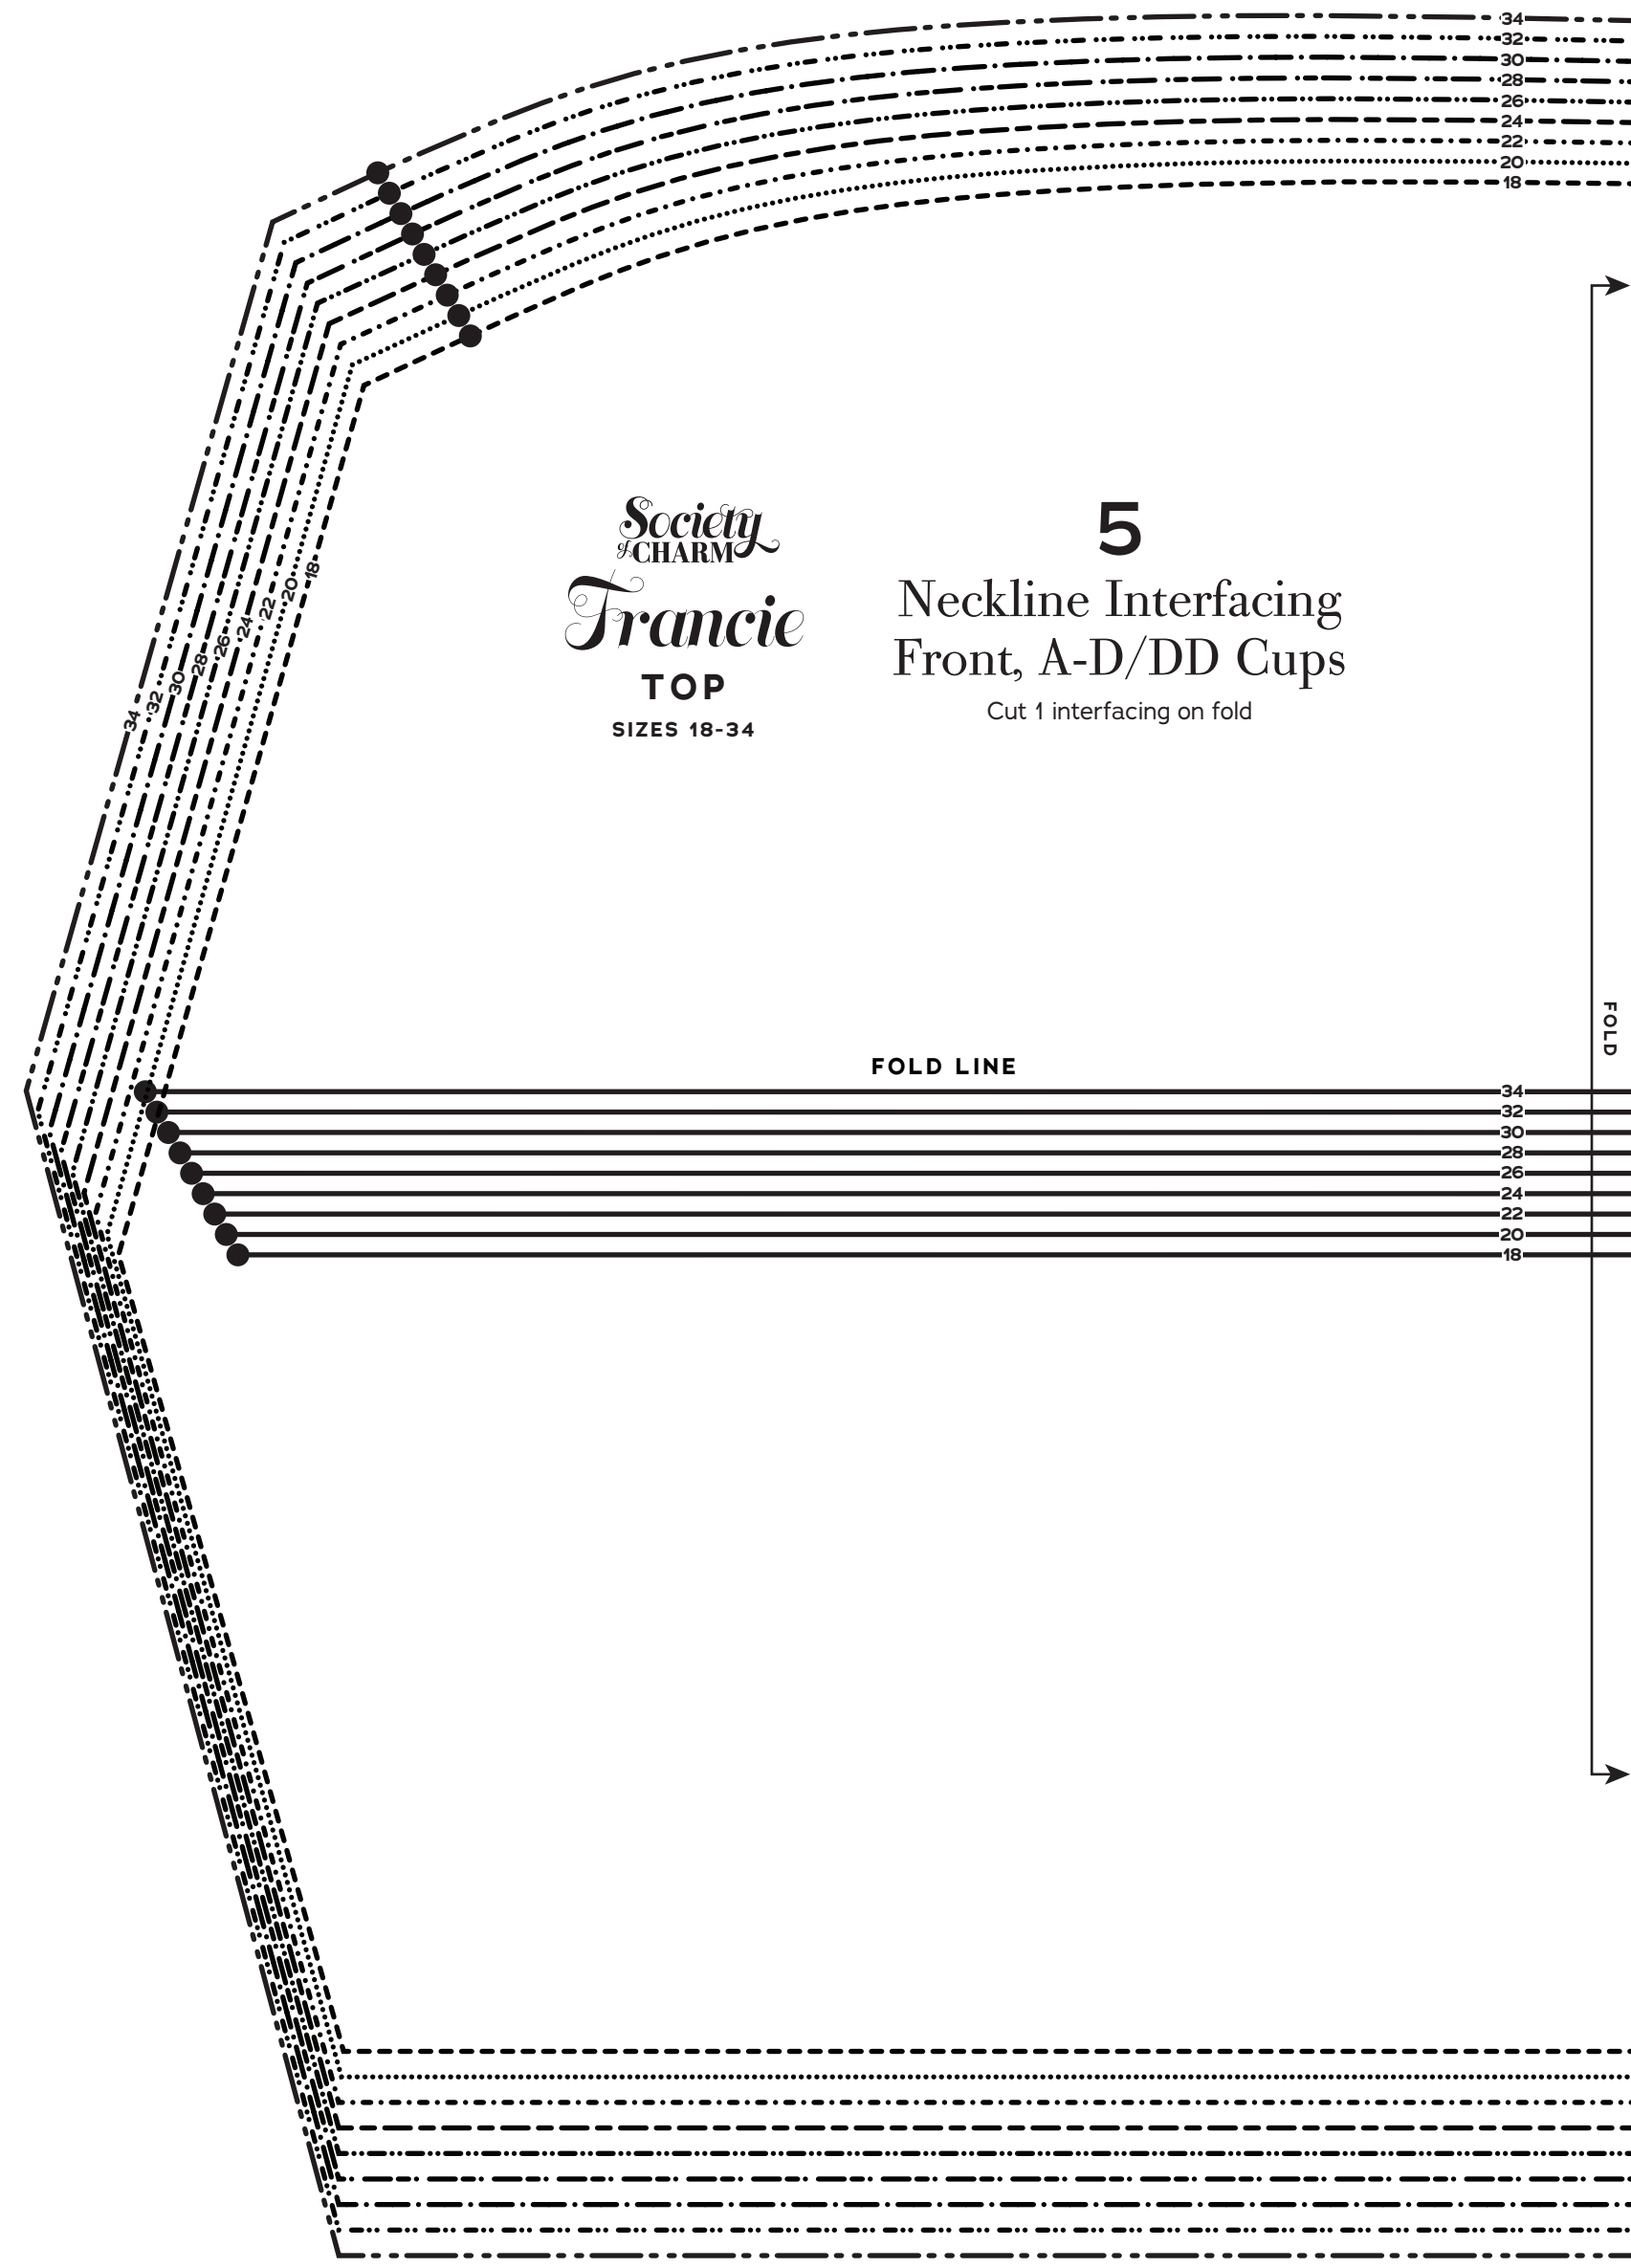 34
32
30
28
26
24
22
20
18
Society
of CHARM
Francie
TOP
SIZES 18-34
5
Neckline Interfacing
Front, A-D/DD Cups
Cut 1 interfacing on fold
18
20
22
24
26
28
30
32
34
FOLD
FOLD LINE
34
32
30
28
26
24
22
20
18